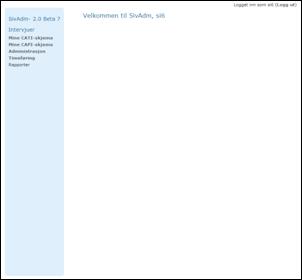 Logget inn som si6 (Logg ut)
SivAdm- 2.0 Beta 7
Velkommen til SivAdm, si6
Intervjuer
Mine CATI-skjema
Mine CAPI-skjema
Administrasjon
Timeføring
Rapporter